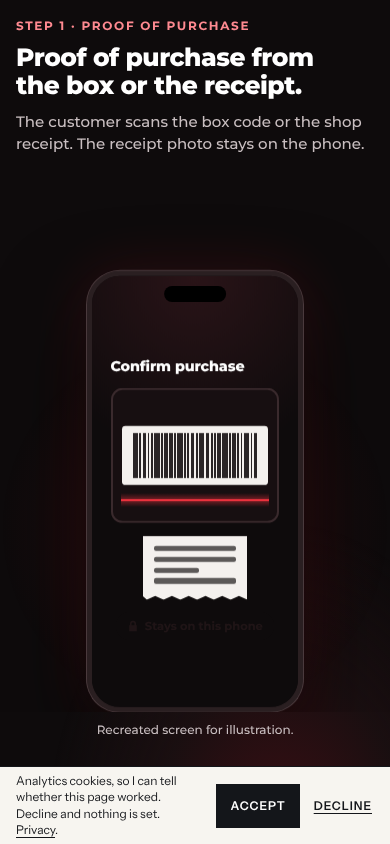 STEP 1 · PROOF OF PURCHASE
Proof of purchase from
the box or the receipt.
The customer scans the box code or the shop
receipt. The receipt photo stays on the phone.
Confirm purchase
Stays on this phone
Recreated screen for illustration.
Analytics cookies, so I can tell
whether this page worked.
Decline and nothing is set.
Privacy.
ACCEPT
DECLINE